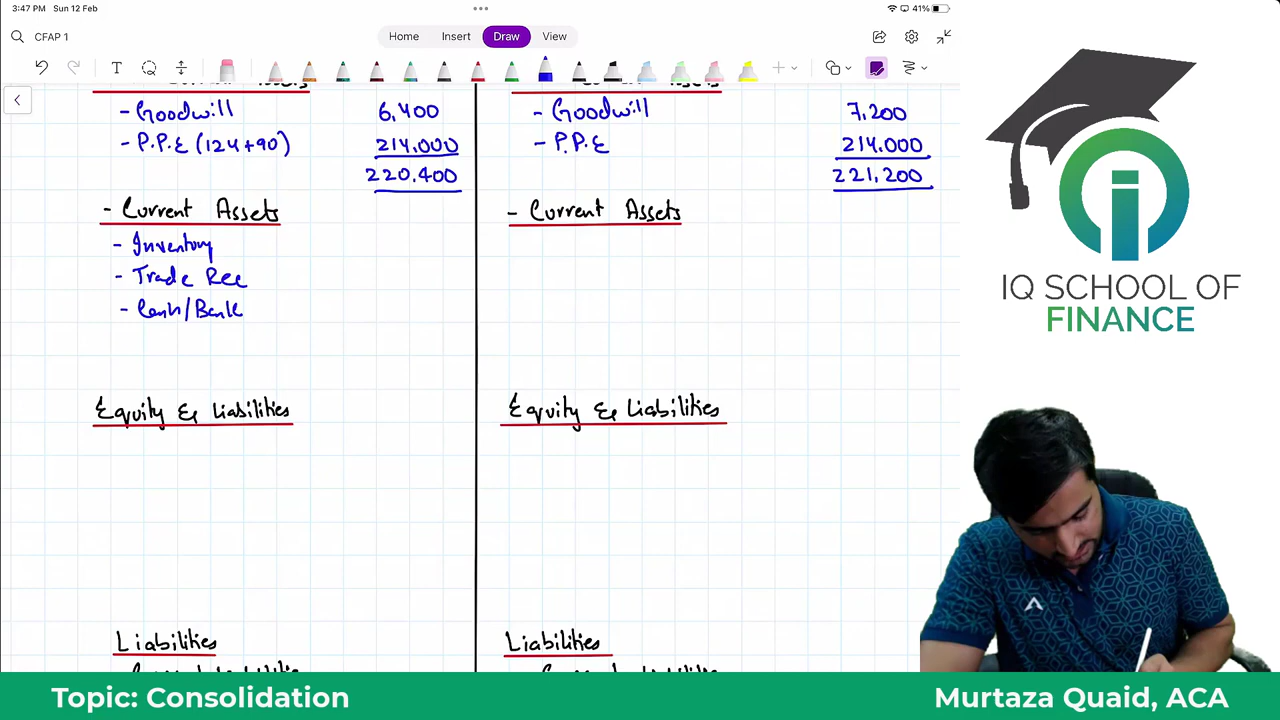 3:47 PM Sun 12 Feb
41%
CFAP 1
Home Insert Draw View
- Goodwill 6,400
- P.P.E (124+90) 214,000
220,400
- Current Assets
- Inventory
- Trade Rec
- Cash/Bank
Equity & Liabilities
Liabilities
- Goodwill 7,200
- P.P.E 214,000
221,200
- Current Assets
Equity & Liabilities
Liabilities
IQ SCHOOL OF
FINANCE
Topic: Consolidation
Murtaza Quaid, ACA